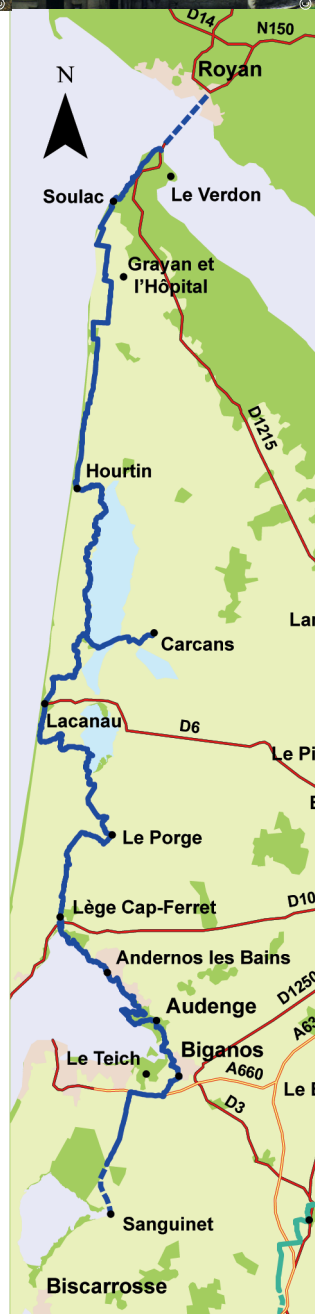 D14
N150
Royan
N
Le Verdon
Soulac
Grayan et
l'Hôpital
D1215
Hourtin
Carcans
Lacanau
D6
Le Porge
Lège Cap-Ferret
Andernos les Bains
D1250
Audenge
Le Teich
Biganos
A660
D3
Sanguinet
Biscarrosse